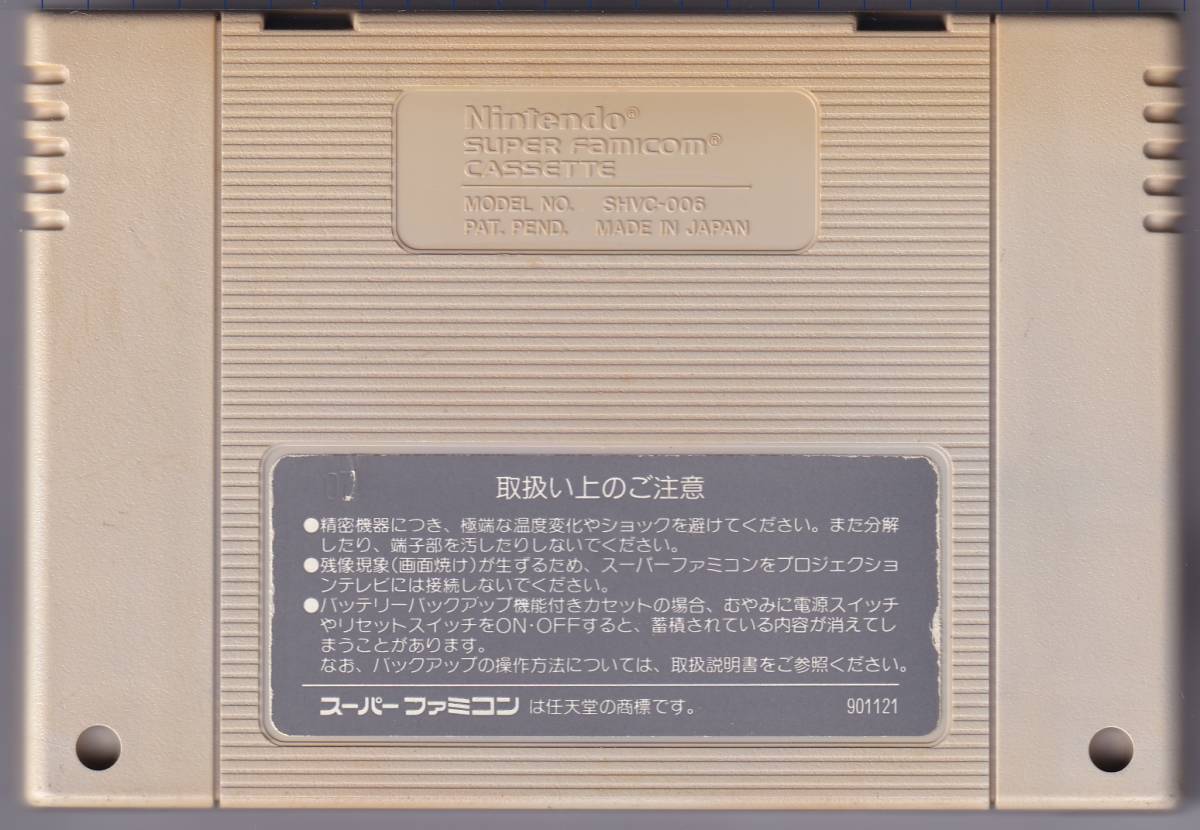 Nintendo®
SUPER FAMICOM®
CASSETTE
MODEL NO. SHVC-006
PAT. PEND. MADE IN JAPAN
取扱い上のご注意
●精密機器につき、極端な温度変化やショックを避けてください。また分解
したり、端子部を汚したりしないでください。
●残像現象(画面焼け)が生ずるため、スーパーファミコンをプロジェクショ
ンテレビには接続しないでください。
●バッテリーバックアップ機能付きカセットの場合、むやみに電源スイッチ
やリセットスイッチをON・OFFすると、蓄積されている内容が消えてし
まうことがあります。
なお、バックアップの操作方法については、取扱説明書をご参照ください。
スーパーファミコン は任天堂の商標です。 901121